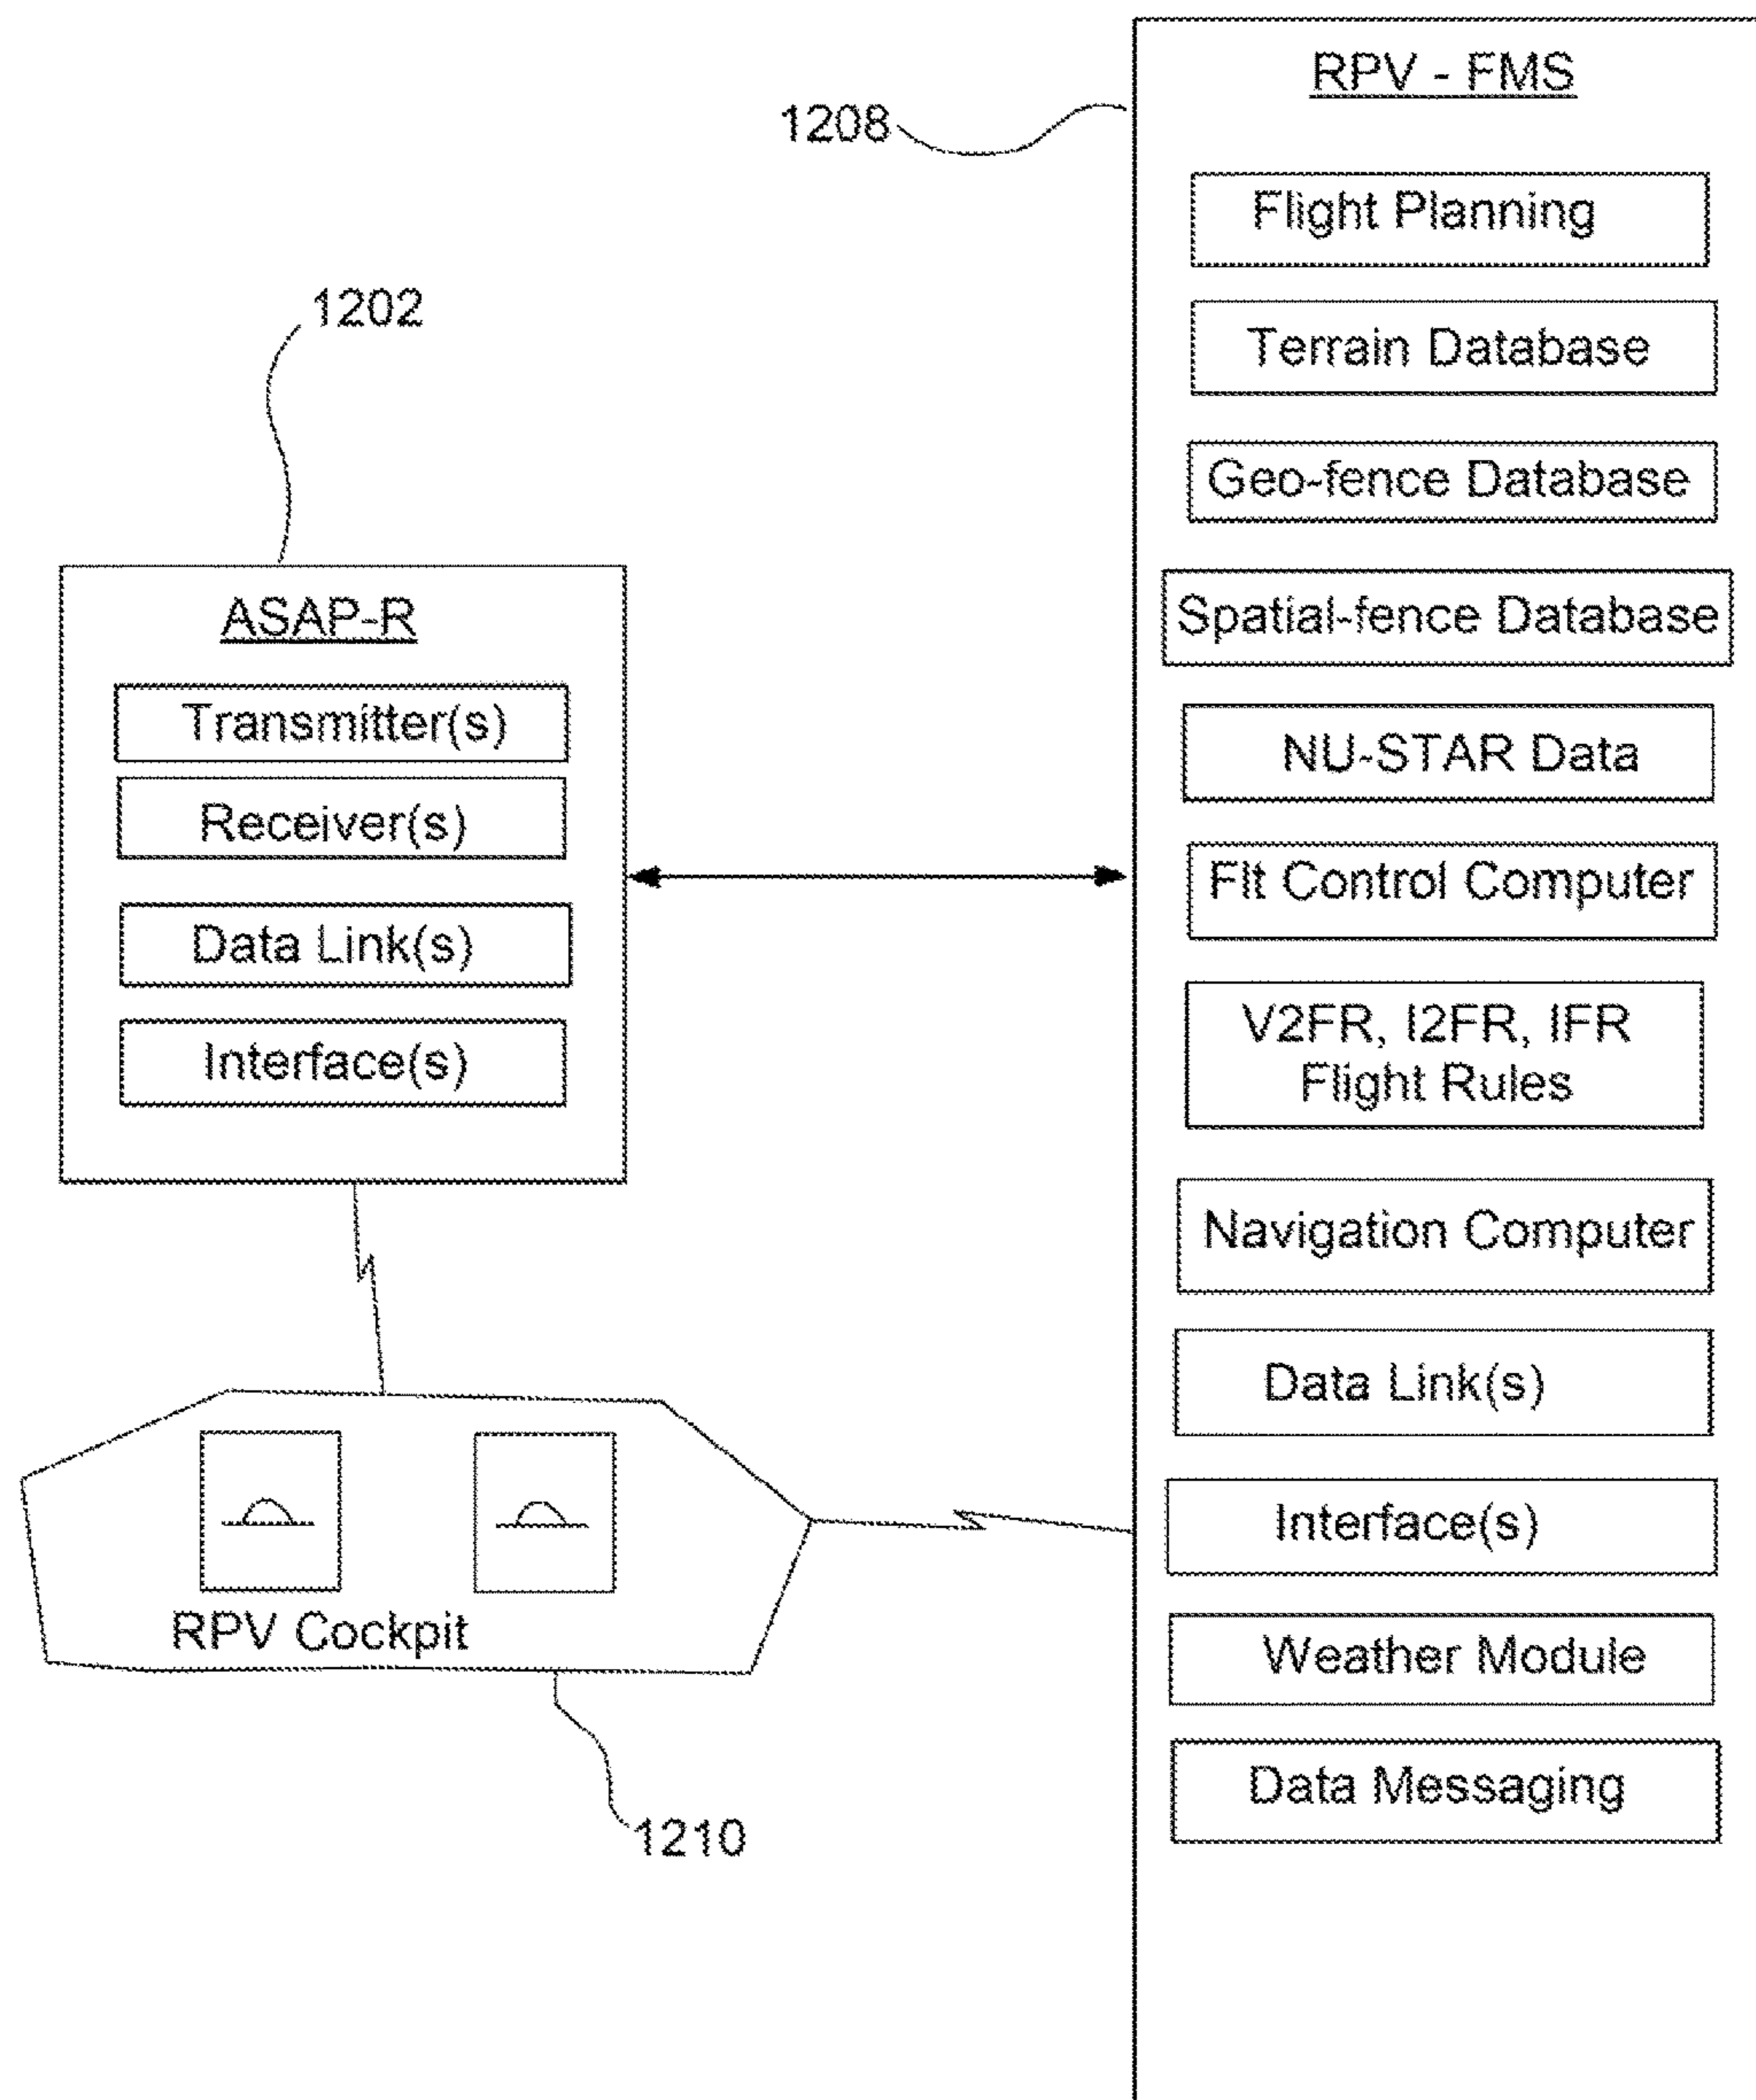 RPV - FMS
1208
Flight Planning
1202
Terrain Database
Geo-fence Database
ASAP-R
Spatial-fence Database
Transmitter(s)
NU-STAR Data
Receiver(s)
Flt Control Computer
Data Link(s)
V2FR, I2FR, IFR
Flight Rules
Interface(s)
Navigation Computer
Data Link(s)
Interface(s)
RPV Cockpit
Weather Module
Data Messaging
1210